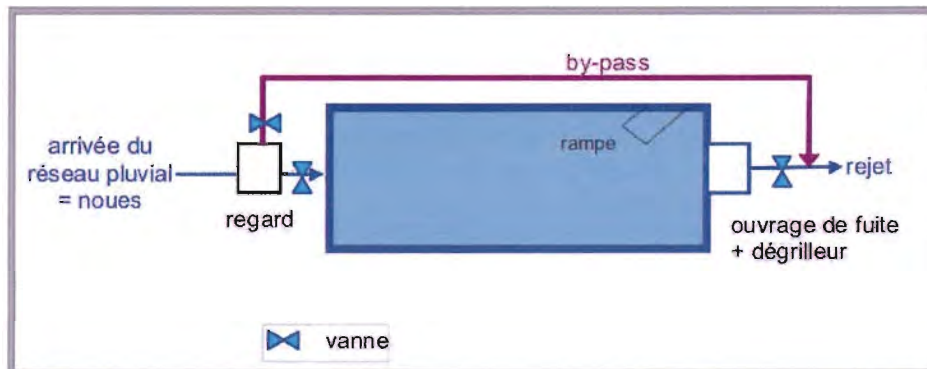 by-pass
arrivée du
réseau pluvial
= noues
rampe
rejet
regard
ouvrage de fuite
+ dégrilleur
vanne